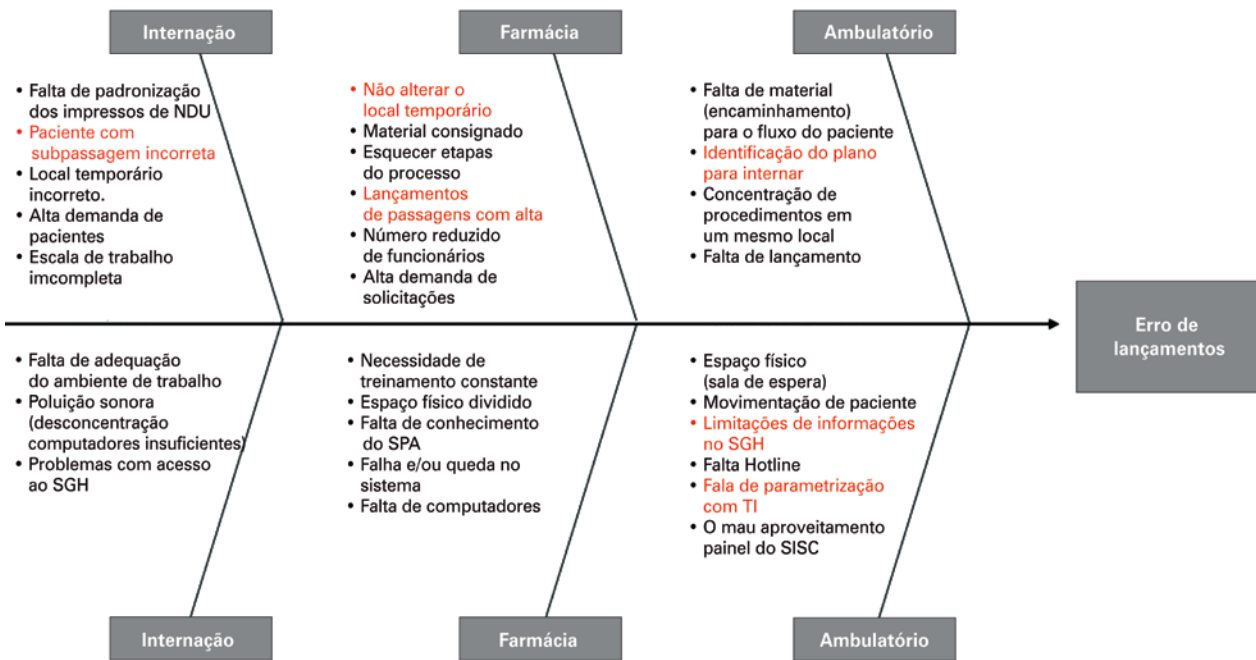 Internação
Farmácia
Ambulatório
• Falta de padronização
dos impressos de NDU
• Paciente com
subpassagem incorreta
• Local temporário
incorreto.
• Alta demanda de
pacientes
• Escala de trabalho
imcompleta
• Não alterar o
local temporário
• Material consignado
• Esquecer etapas
do processo
• Lançamentos
de passagens com alta
• Número reduzido
de funcionários
• Alta demanda de
solicitações
• Falta de material
(encaminhamento)
para o fluxo do paciente
• Identificação do plano
para internar
• Concentração de
procedimentos em
um mesmo local
• Falta de lançamento
Erro de
lançamentos
• Falta de adequação
do ambiente de trabalho
• Poluição sonora
(desconcentração
computadores insuficientes)
• Problemas com acesso
ao SGH
• Necessidade de
treinamento constante
• Espaço físico dividido
• Falta de conhecimento
do SPA
• Falha e/ou queda no
sistema
• Falta de computadores
• Espaço físico
(sala de espera)
• Movimentação de paciente
• Limitações de informações
no SGH
• Falta Hotline
• Fala de parametrização
com TI
• O mau aproveitamento
painel do SISC
Internação
Farmácia
Ambulatório